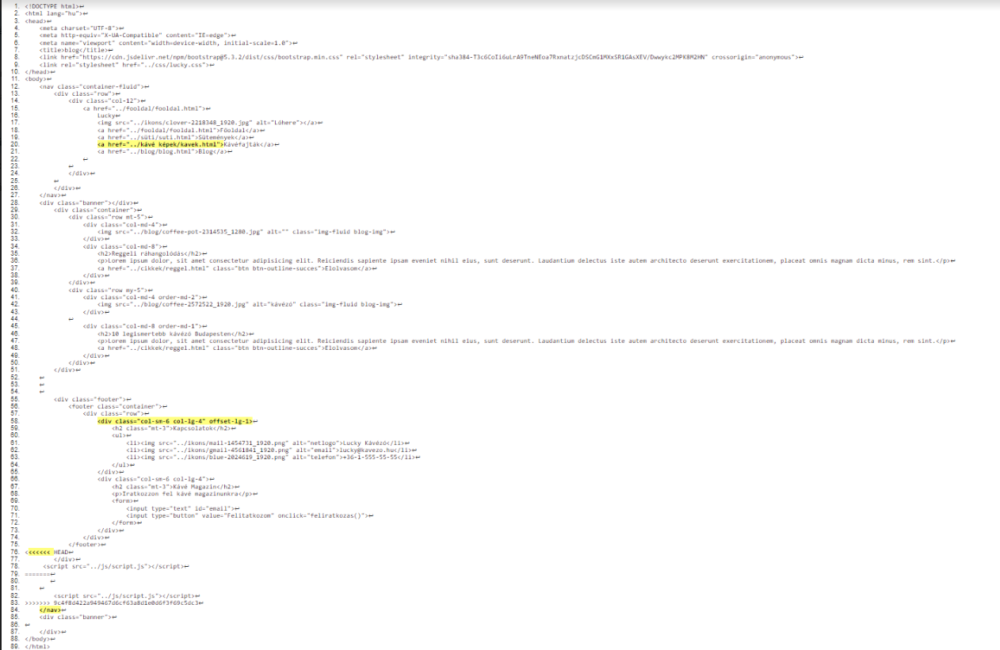 1. <!DOCTYPE html>↩
2. <html lang="hu">↩
3. <head>↩
4. <meta charset="UTF-8">↩
5. <meta http-equiv="X-UA-Compatible" content="IE=edge">↩
6. <meta name="viewport" content="width=device-width, initial-scale=1.0">↩
7. <title>blog</title>↩
8. <link href="https://cdn.jsdelivr.net/npm/bootstrap@5.3.2/dist/css/bootstrap.min.css" rel="stylesheet" integrity="sha384-T3c6CoIi6uLrA9TneNEoa7RxnatzjcDSCmG1MXxSR1GAsXEV/Dwwykc2MPK8M2HN" crossorigin="anonymous">↩
9. <link rel="stylesheet" href="../css/lucky.css">↩
10. </head>↩
11. <body>↩
12. <nav class="container-fluid">↩
13. <div class="row">↩
14. <div class="col-12">↩
15. <a href="../fooldal/fooldal.html">↩
16. Lucky↩
17. <img src="../ikons/clover-2218348_1920.jpg" alt="Lóhere"></a>↩
18. <a href="../fooldal/fooldal.html">Főoldal</a>↩
19. <a href="../süti/suti.html">Sütemények</a>↩
20. <a href="../kávé képek/kavek.html">Kávéfajták</a>↩
21. <a href="../blog/blog.html">Blog</a>↩
22. ↩
23. ↩
24. </div>↩
25. ↩
26. </div>↩
27. </nav>↩
28. <div class="banner"></div>↩
29. <div class="container">↩
30. <div class="row mt-5">↩
31. <div class="col-md-4">↩
32. <img src="../blog/coffee-pot-2314535_1280.jpg" alt="" class="img-fluid blog-img">↩
33. </div>↩
34. <div class="col-md-8">↩
35. <h2>Reggeli ráhangolódás</h2>↩
36. <p>Lorem ipsum dolor, sit amet consectetur adipisicing elit. Reiciendis sapiente ipsam eveniet nihil eius, sunt deserunt. Laudantium delectus iste autem architecto deserunt exercitationem, placeat omnis magnam dicta minus, rem sint.</p>↩
37. <a href="../cikkek/reggel.html" class="btn btn-outline-succes">Elolvasom</a>↩
38. </div>↩
39. </div>↩
40. <div class="row my-5">↩
41. <div class="col-md-4 order-md-2">↩
42. <img src="../blog/coffee-2572522_1920.jpg" alt="kávézó" class="img-fluid blog-img">↩
43. </div>↩
44. ↩
45. <div class="col-md-8 order-md-1">↩
46. <h2>10 legismertebb kávézó Budapesten</h2>↩
47. <p>Lorem ipsum dolor, sit amet consectetur adipisicing elit. Reiciendis sapiente ipsam eveniet nihil eius, sunt deserunt. Laudantium delectus iste autem architecto deserunt exercitationem, placeat omnis magnam dicta minus, rem sint.</p>↩
48. <a href="../cikkek/reggel.html" class="btn btn-outline-succes">Elolvasom</a>↩
49. </div>↩
50. </div>↩
51. </div>↩
52. ↩
53. ↩
54. ↩
55. <div class="footer">↩
56. <footer class="container">↩
57. <div class="row">↩
58. <div class="col-sm-6 col-lg-4" offset-lg-1>↩
59. <h2 class="mt-3">Kapcsolatok</h2>↩
60. <ul>↩
61. <li><img src="../ikons/mail-1454731_1920.png" alt="netlogo">Lucky Kávézó</li>↩
62. <li><img src="../ikons/gmail-4561841_1920.png" alt="email">lucky@kavezo.hu</li>↩
63. <li><img src="../ikons/blue-2024619_1920.png" alt="telefon">+36-1-555-55-55</li>↩
64. </ul>↩
65. </div>↩
66. <div class="col-sm-6 col-lg-4">↩
67. <h2 class="mt-3">Kávé Magazin</h2>↩
68. <p>Iratkozzon fel kávé magazinunkra</p>↩
69. <form>↩
70. <input type="text" id="email">↩
71. <input type="button" value="Felitatkozom" onclick="feliratkozas()">↩
72. </form>↩
73. </div>↩
74. </div>↩
75. </footer>↩
76. <<<<<<< HEAD↩
77. </div>↩
78. <script src="../js/script.js"></script>↩
79. =======↩
80. ↩
81. ↩
82. <script src="../js/script.js"></script>↩
83. >>>>>>> 9c4f8d422a949467d6cf63a8d1e0d6f3f69c5dc3↩
84. </nav>↩
85. <div class="banner">↩
86. ↩
87. </div>↩
88. </body>↩
89. </html>